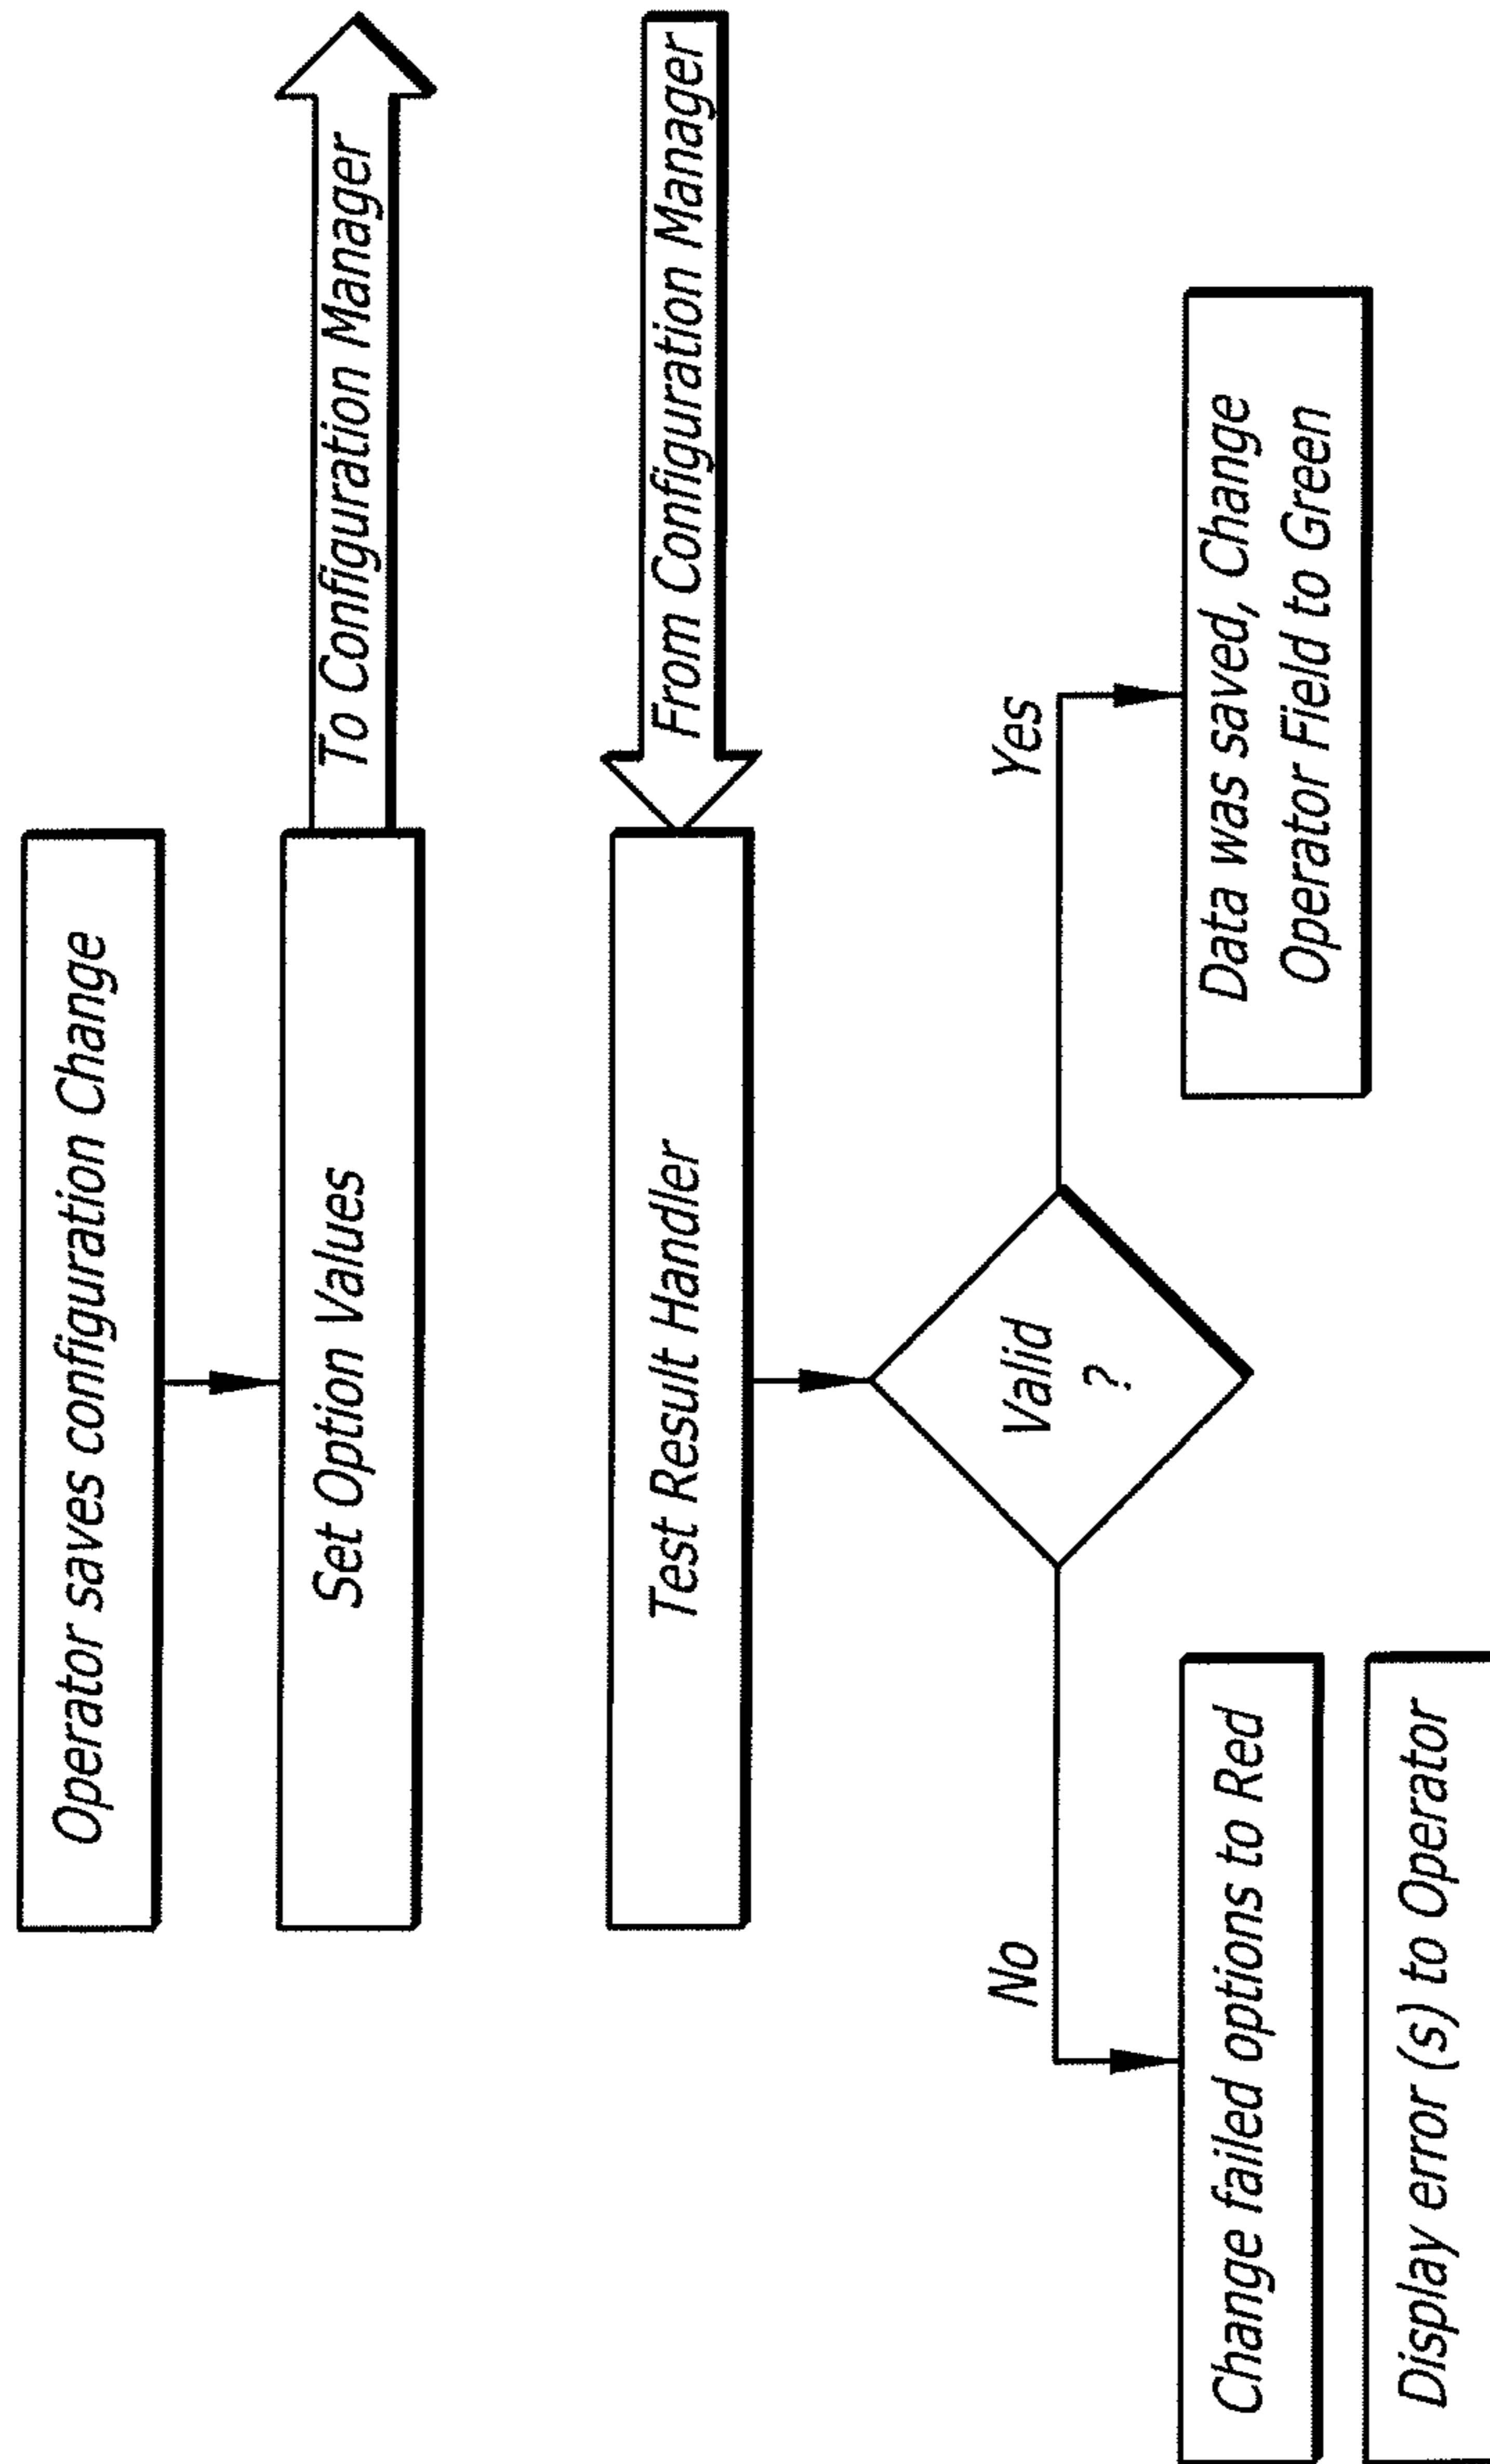 Operator saves configuration Change
Set Option Values
To Configuration Manager
Test Result Handler
From Configuration Manager
Valid
?
No
Yes
Change failed options to Red
Display error (s) to Operator
Data was saved, Change
Operator Field to Green